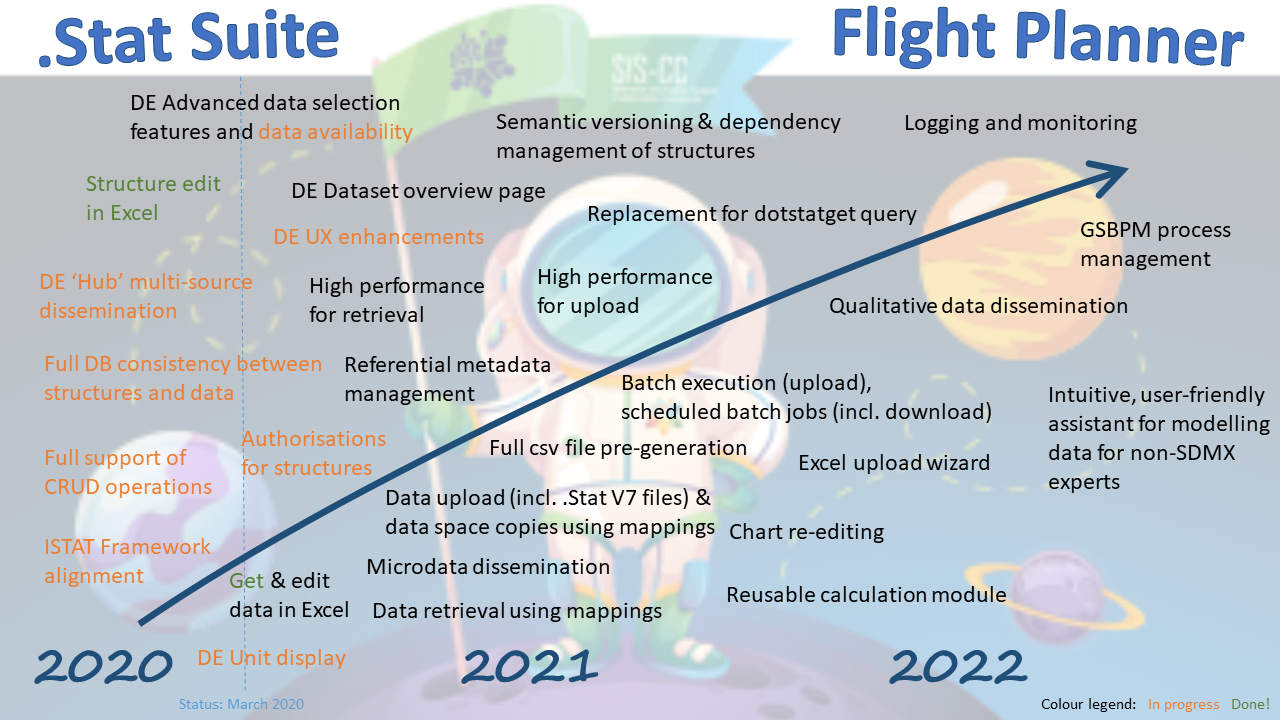 .Stat Suite
Flight Planner
SIS-CC
DE Advanced data selection
features and data availability
Semantic versioning & dependency
management of structures
Logging and monitoring
Structure edit
in Excel
DE Dataset overview page
Replacement for dotstatget query
DE UX enhancements
GSBPM process
management
DE ‘Hub’ multi-source
dissemination
High performance
for retrieval
High performance
for upload
Qualitative data dissemination
Full DB consistency between
structures and data
Referential metadata
management
Batch execution (upload),
scheduled batch jobs (incl. download)
Intuitive, user-friendly
assistant for modelling
data for non-SDMX
experts
Authorisations
for structures
Full csv file pre-generation
Full support of
CRUD operations
Excel upload wizard
Data upload (incl. .Stat V7 files) &
data space copies using mappings
Chart re-editing
ISTAT Framework
alignment
Get & edit
data in Excel
Microdata dissemination
Data retrieval using mappings
Reusable calculation module
DE Unit display
2020
2021
2022
Status: March 2020
Colour legend: In progress Done!